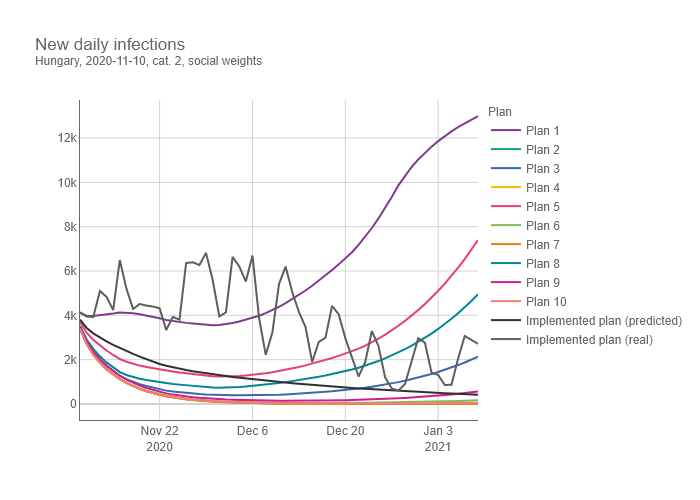 New daily infections
Hungary, 2020-11-10, cat. 2, social weights
12k
10k
8k
6k
4k
2k
0
Nov 22
2020
Dec 6
Dec 20
Jan 3
2021
Plan
Plan 1
Plan 2
Plan 3
Plan 4
Plan 5
Plan 6
Plan 7
Plan 8
Plan 9
Plan 10
Implemented plan (predicted)
Implemented plan (real)